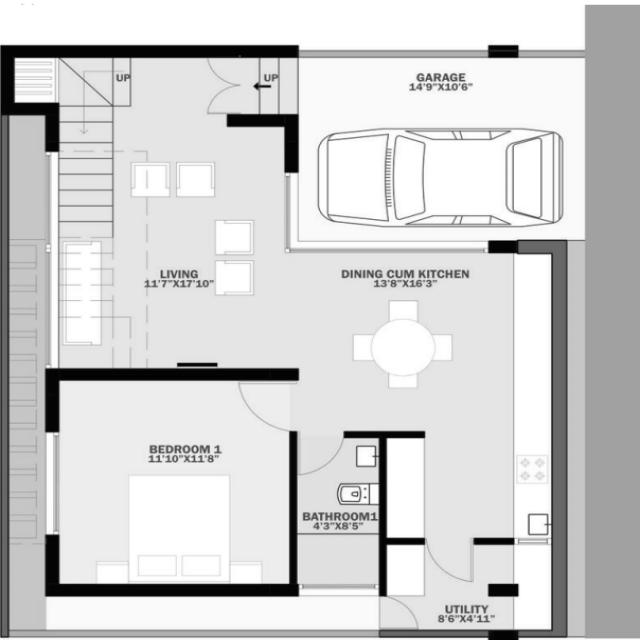 UP
UP
GARAGE
14'9"X10'6"
LIVING
11'7"X17'10"
DINING CUM KITCHEN
13'8"X16'3"
BEDROOM 1
11'10"X11'8"
BATHROOM1
4'3"X8'5"
UTILITY
8'6"X4'11"